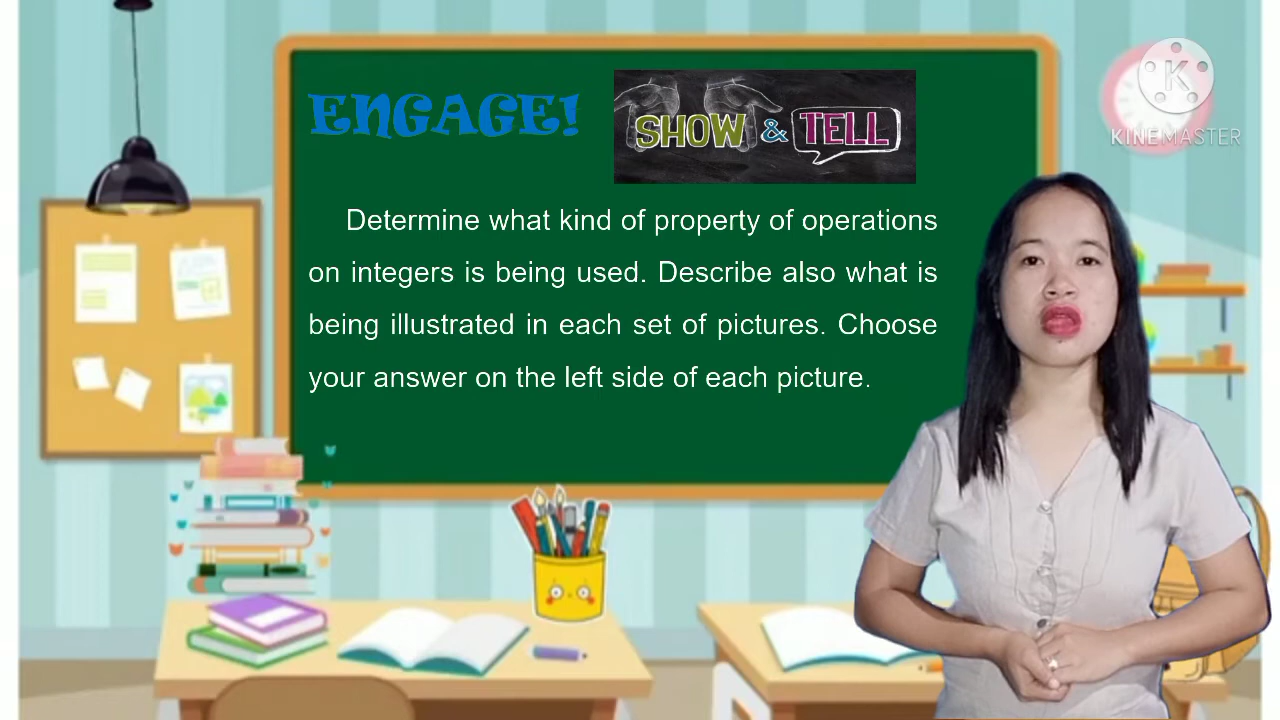 ENGAGE!
SHOW & TELL
K
KINEMASTER
Determine what kind of property of operations
on integers is being used. Describe also what is
being illustrated in each set of pictures. Choose
your answer on the left side of each picture.